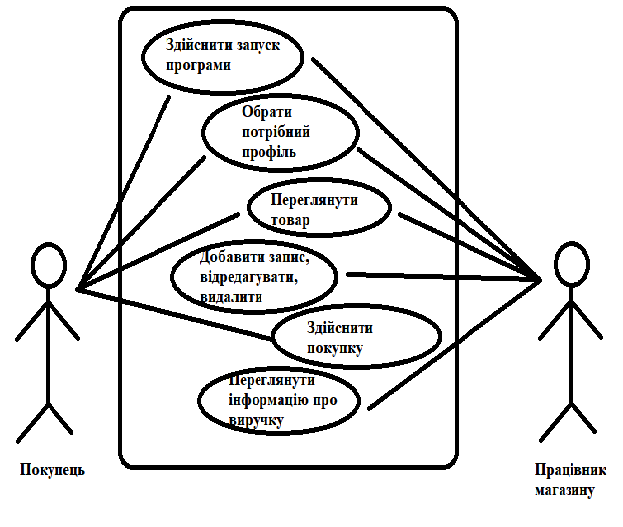 Здійснити запуск
програми
Обрати
потрібний
профіль
Переглянути
товар
Добавити запис,
відредагувати,
видалити
Здійснити
покупку
Переглянути
інформацію про
виручку
Покупець
Працівник
магазину